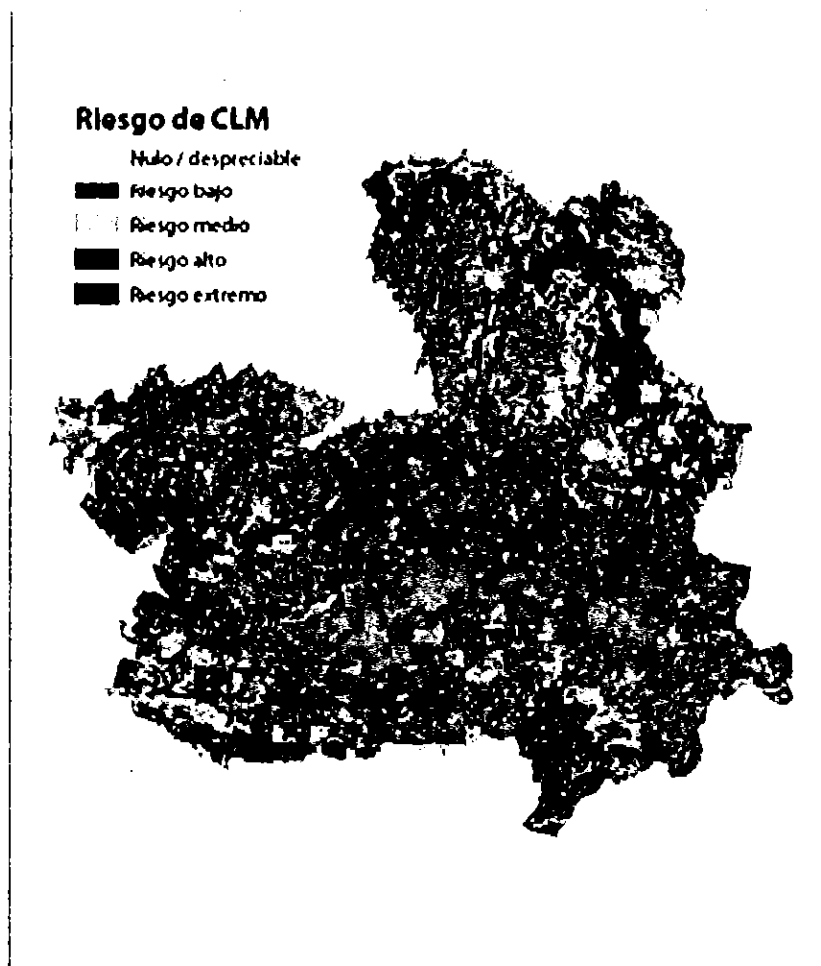 Riesgo de CLM
Nulo / despreciable
Riesgo bajo
Riesgo medio
Riesgo alto
Riesgo extremo